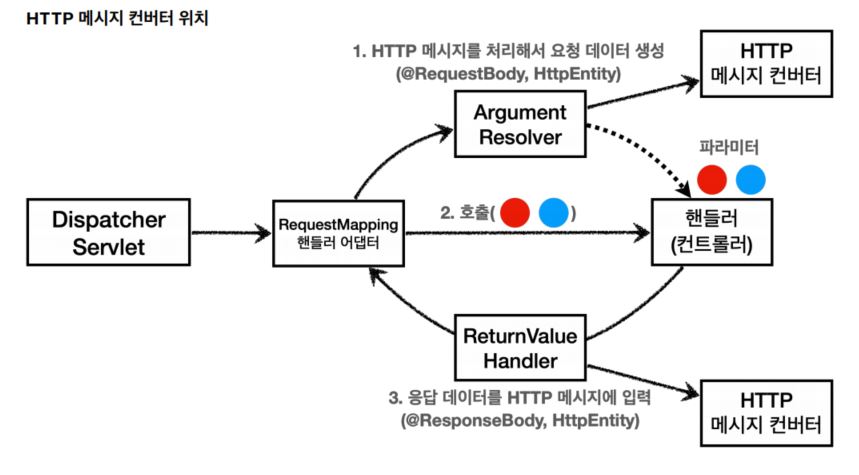 HTTP 메시지 컨버터 위치
1. HTTP 메시지를 처리해서 요청 데이터 생성
(@RequestBody, HttpEntity)
HTTP
메시지 컨버터
Argument
Resolver
파라미터
Dispatcher
Servlet
RequestMapping
핸들러 어댑터
2. 호출( )
핸들러
(컨트롤러)
ReturnValue
Handler
3. 응답 데이터를 HTTP 메시지에 입력
(@ResponseBody, HttpEntity)
HTTP
메시지 컨버터